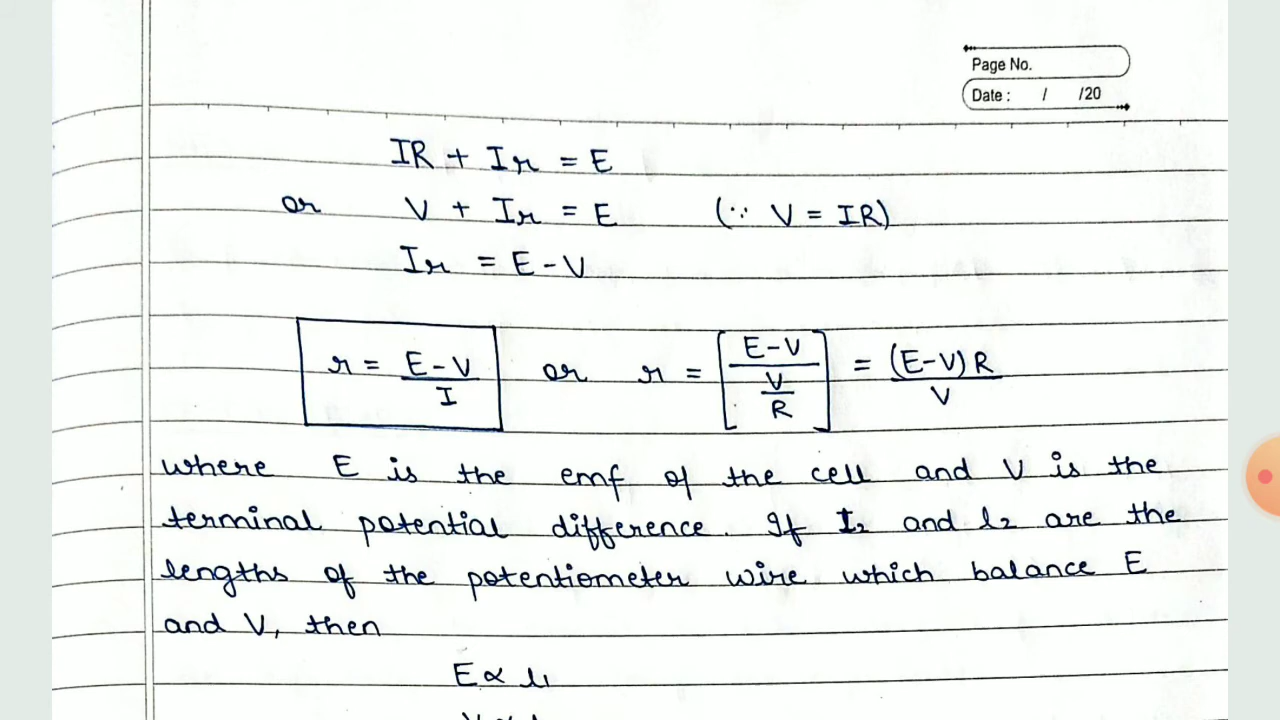 Page No.
Date : / /20
IR + Ir = E
or V + Ir = E (∵ V = IR)
Ir = E - V
r = E - V / I or r = [E - V / V/R] = (E - V) R / V
where E is the emf of the cell and V is the
terminal potential difference. If I₂ and l₂ are the
lengths of the potentiometer wire which balance E
and V, then
E ∝ l₁